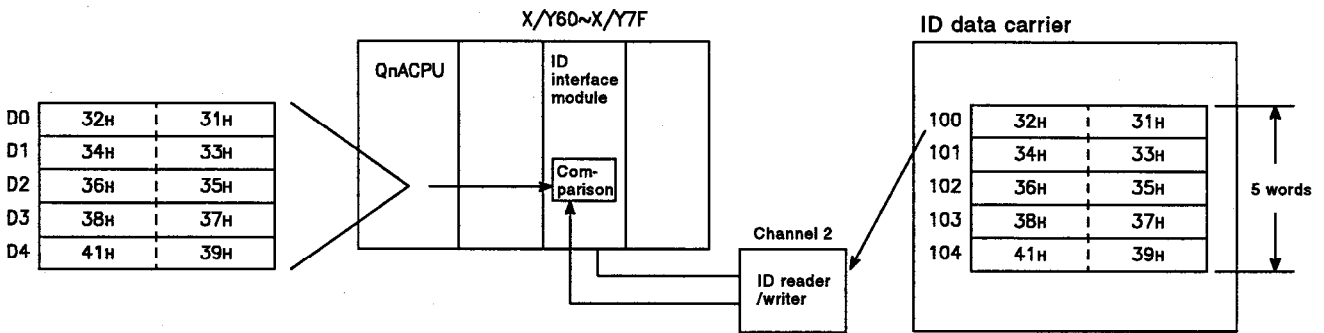 X/Y60~X/Y7F
ID data carrier
QnACPU
ID
interface
module
Com-
parison
D0 32H 31H
D1 34H 33H
D2 36H 35H
D3 38H 37H
D4 41H 39H
Channel 2
ID reader
/writer
100 32H 31H
101 34H 33H
102 36H 35H
103 38H 37H
104 41H 39H
5 words